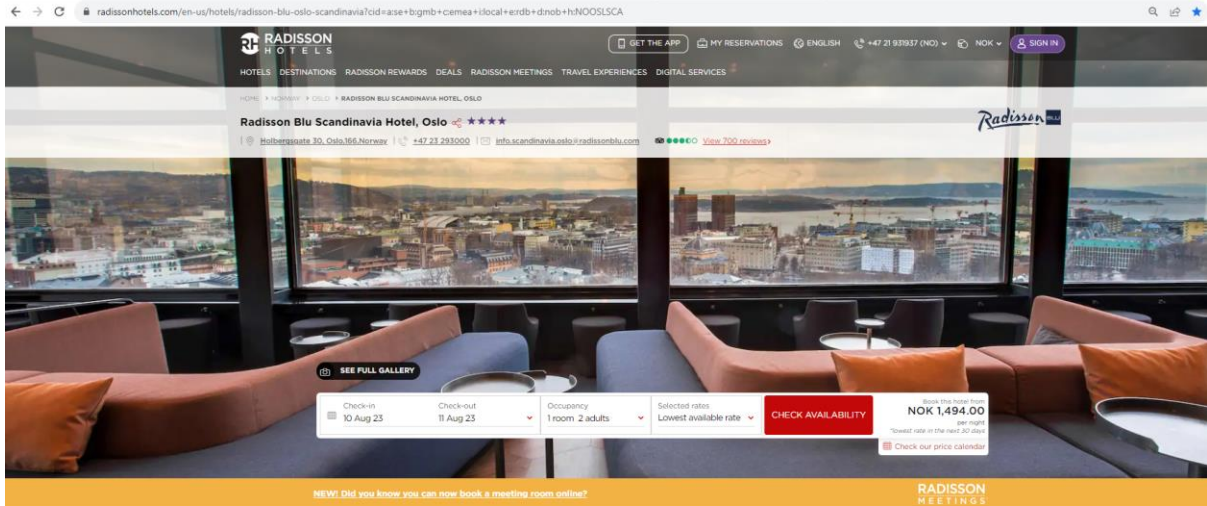 radissonhotels.com/en-us/hotels/radisson-blu-oslo-scandinavia?cid=a:se+b:gmb+c:emea+i:local+e:rdb+d:nob+h:NOOSLSCA
RADISSON
HOTELS
GET THE APP MY RESERVATIONS ENGLISH +47 21 931937 (NO) NOK SIGN IN
HOTELS DESTINATIONS RADISSON REWARDS DEALS RADISSON MEETINGS TRAVEL EXPERIENCES DIGITAL SERVICES
HOME NORWAY OSLO RADISSON BLU SCANDINAVIA HOTEL, OSLO
Radisson Blu Scandinavia Hotel, Oslo
Radisson BLU
Holbergsgate 30, Oslo,166,Norway | +47 23 293000 | info.scandinavia.oslo@radissonblu.com View 700 reviews
SEE FULL GALLERY
Check-in Check-out Occupancy Selected rates
10 Aug 23 11 Aug 23 1 room 2 adults Lowest available rate
CHECK AVAILABILITY
Book this hotel from
NOK 1,494.00
per night
*lowest rate in the next 30 days
Check our price calendar
NEW! Did you know you can now book a meeting room online?
RADISSON
MEETINGS